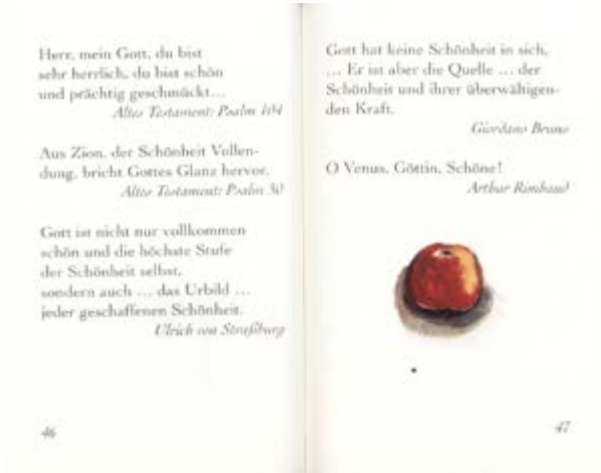 Herr, mein Gott, du bist
sehr herrlich, du bist schön
und prächtig geschmückt...
Altes Testament: Psalm 104
Aus Zion, der Schönheit Vollen-
dung, bricht Gottes Glanz hervor.
Altes Testament: Psalm 50
Gott ist nicht nur vollkommen
schön und die höchste Stufe
der Schönheit selbst,
sondern auch ... das Urbild ...
jeder geschaffenen Schönheit.
Ulrich von Straßburg
46
Gott hat keine Schönheit in sich,
... Er ist aber die Quelle ... der
Schönheit und ihrer überwältigen-
den Kraft.
Giordano Bruno
O Venus, Göttin, Schöne!
Arthur Rimbaud
47